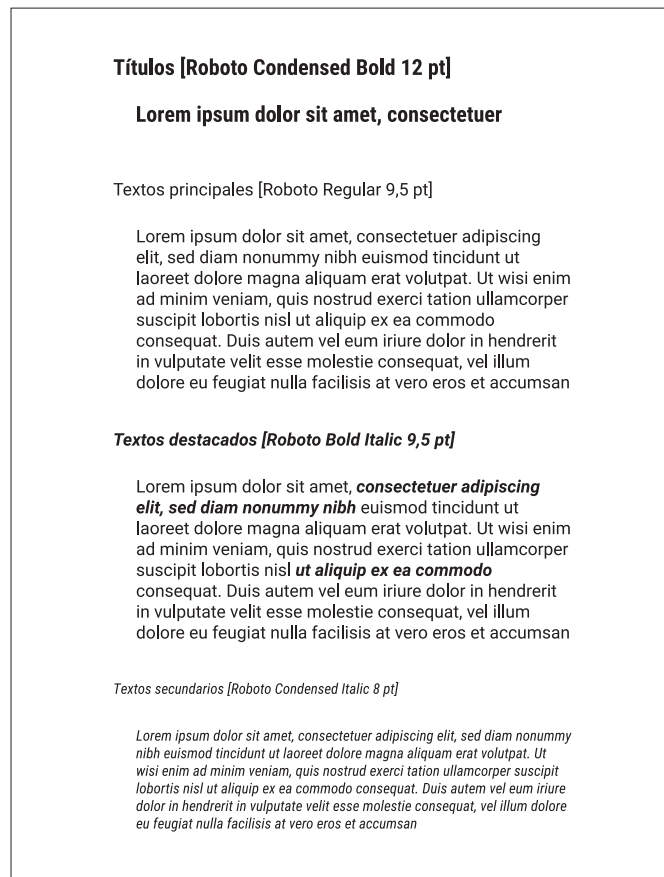 Títulos [Roboto Condensed Bold 12 pt]
Lorem ipsum dolor sit amet, consectetuer
Textos principales [Roboto Regular 9,5 pt]
Lorem ipsum dolor sit amet, consectetuer adipiscing
elit, sed diam nonummy nibh euismod tincidunt ut
laoreet dolore magna aliquam erat volutpat. Ut wisi enim
ad minim veniam, quis nostrud exerci tation ullamcorper
suscipit lobortis nisl ut aliquip ex ea commodo
consequat. Duis autem vel eum iriure dolor in hendrerit
in vulputate velit esse molestie consequat, vel illum
dolore eu feugiat nulla facilisis at vero eros et accumsan
Textos destacados [Roboto Bold Italic 9,5 pt]
Lorem ipsum dolor sit amet, consectetuer adipiscing
elit, sed diam nonummy nibh euismod tincidunt ut
laoreet dolore magna aliquam erat volutpat. Ut wisi enim
ad minim veniam, quis nostrud exerci tation ullamcorper
suscipit lobortis nisl ut aliquip ex ea commodo
consequat. Duis autem vel eum iriure dolor in hendrerit
in vulputate velit esse molestie consequat, vel illum
dolore eu feugiat nulla facilisis at vero eros et accumsan
Textos secundarios [Roboto Condensed Italic 8 pt]
Lorem ipsum dolor sit amet, consectetuer adipiscing elit, sed diam nonummy
nibh euismod tincidunt ut laoreet dolore magna aliquam erat volutpat. Ut
wisi enim ad minim veniam, quis nostrud exerci tation ullamcorper suscipit
lobortis nisl ut aliquip ex ea commodo consequat. Duis autem vel eum iriure
dolor in hendrerit in vulputate velit esse molestie consequat, vel illum dolore
eu feugiat nulla facilisis at vero eros et accumsan